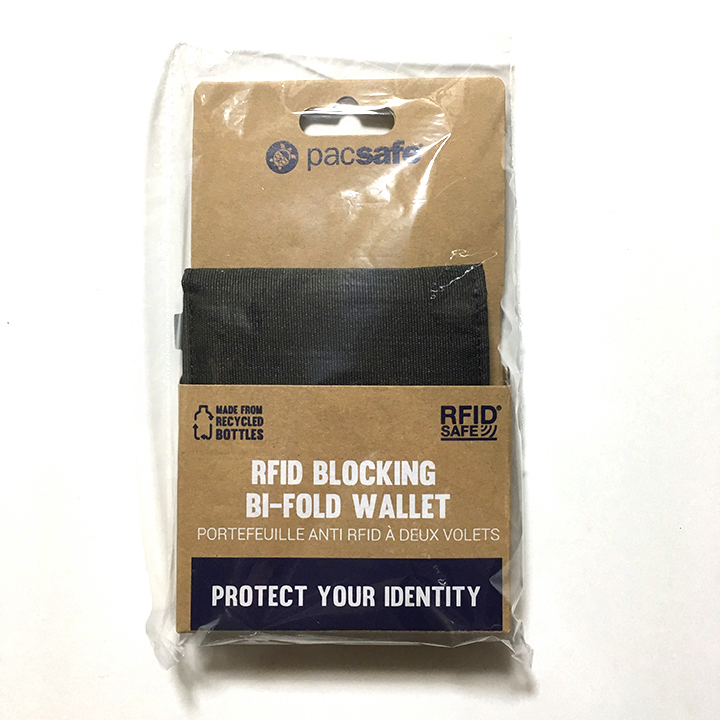 pacsafe
MADE FROM
RECYCLED
BOTTLES
RFID®
SAFE
RFID BLOCKING
BI-FOLD WALLET
PORTEFEUILLE ANTI RFID À DEUX VOLETS
PROTECT YOUR IDENTITY